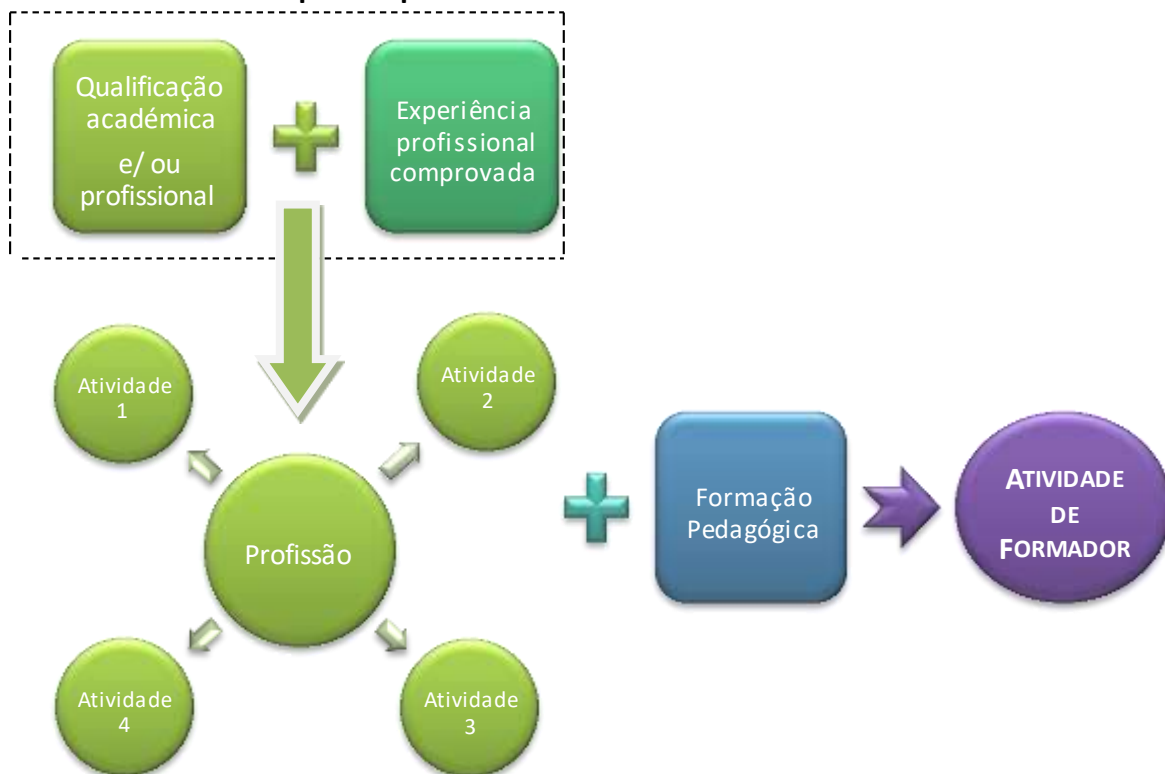 Qualificação
académica
e/ ou
profissional
Experiência
profissional
comprovada
Atividade
1
Atividade
2
Profissão
Atividade
4
Atividade
3
Formação
Pedagógica
ATIVIDADE
DE
FORMADOR